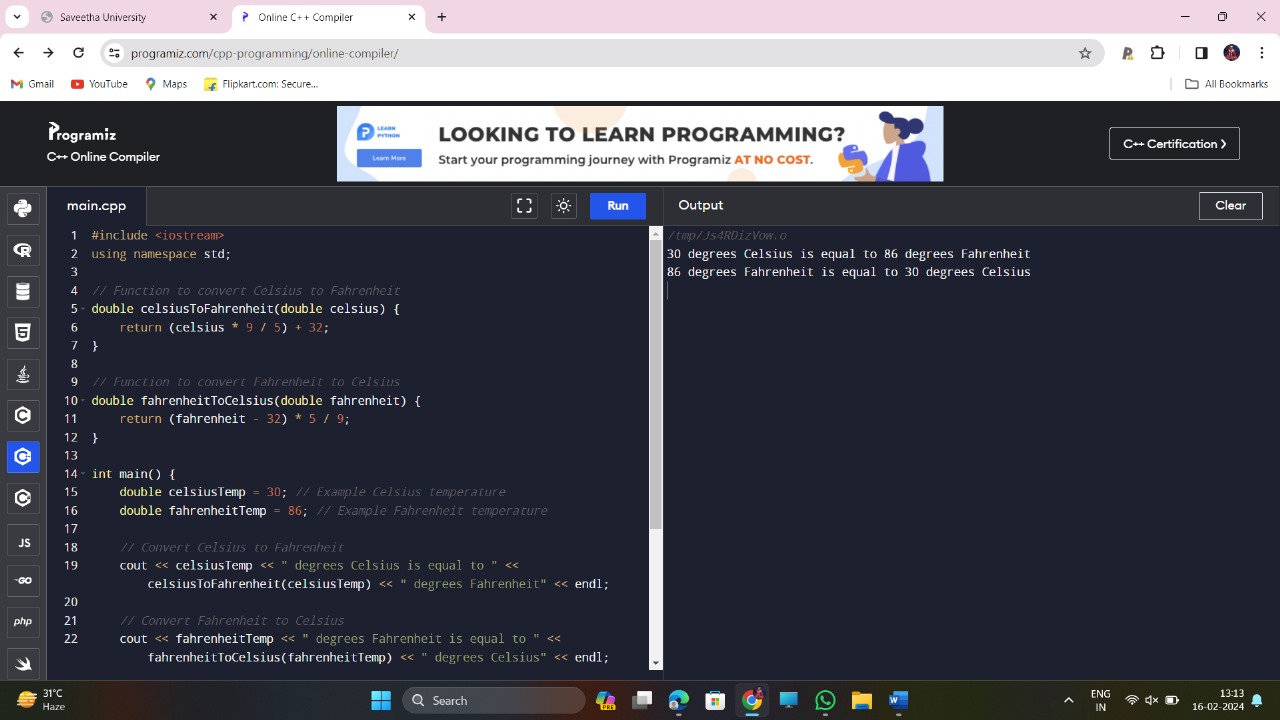 Saveetha University
Online C++ Compiler
programiz.com/cpp-programming/online-compiler/
Gmail
YouTube
Maps
Flipkart.com: Secure...
All Bookmarks
Programiz
C++ Online Compiler
LEARN
PYTHON
Learn More
LOOKING TO LEARN PROGRAMMING?
Start your programming journey with Programiz AT NO COST.
C++ Certification >
main.cpp
Run
Output
Clear
1 #include <iostream>
2 using namespace std;
3
4 // Function to convert Celsius to Fahrenheit
5 double celsiusToFahrenheit(double celsius) {
6     return (celsius * 9 / 5) + 32;
7 }
8
9 // Function to convert Fahrenheit to Celsius
10 double fahrenheitToCelsius(double fahrenheit) {
11     return (fahrenheit - 32) * 5 / 9;
12 }
13
14 int main() {
15     double celsiusTemp = 30; // Example Celsius temperature
16     double fahrenheitTemp = 86; // Example Fahrenheit temperature
17
18     // Convert Celsius to Fahrenheit
19     cout << celsiusTemp << " degrees Celsius is equal to " <<
        celsiusToFahrenheit(celsiusTemp) << " degrees Fahrenheit" << endl;
20
21     // Convert Fahrenheit to Celsius
22     cout << fahrenheitTemp << " degrees Fahrenheit is equal to " <<
        fahrenheitToCelsius(fahrenheitTemp) << " degrees Celsius" << endl;
/tmp/Js4RDizVow.o
30 degrees Celsius is equal to 86 degrees Fahrenheit
86 degrees Fahrenheit is equal to 30 degrees Celsius
JS
GO
php
31°C
Haze
Search
PRE
ENG
IN
13:13
16-02-2024